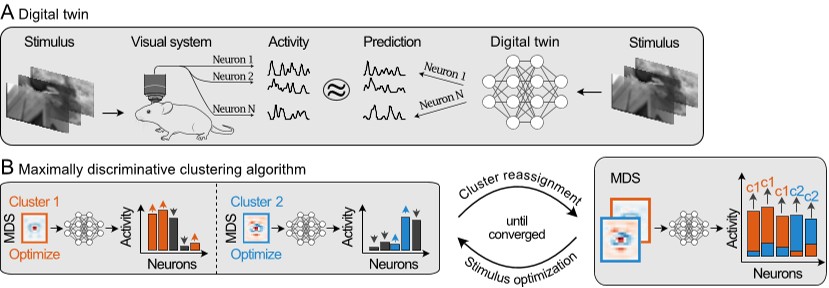 A Digital twin
Stimulus
Visual system
Activity
Prediction
Digital twin
Stimulus
Neuron 1
Neuron 2
Neuron N
≈
Neuron 1
Neuron N
B Maximally discriminative clustering algorithm
Cluster 1
MDS
Optimize
Activity
Neurons
Cluster 2
MDS
Optimize
Activity
Neurons
Cluster reassignment
until
converged
Stimulus optimization
MDS
Activity
c1 c1 c1 c2 c2
Neurons